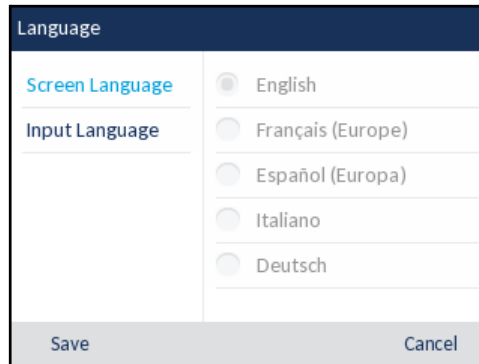 Language
Screen Language
Input Language
English
Français (Europe)
Español (Europa)
Italiano
Deutsch
Save
Cancel